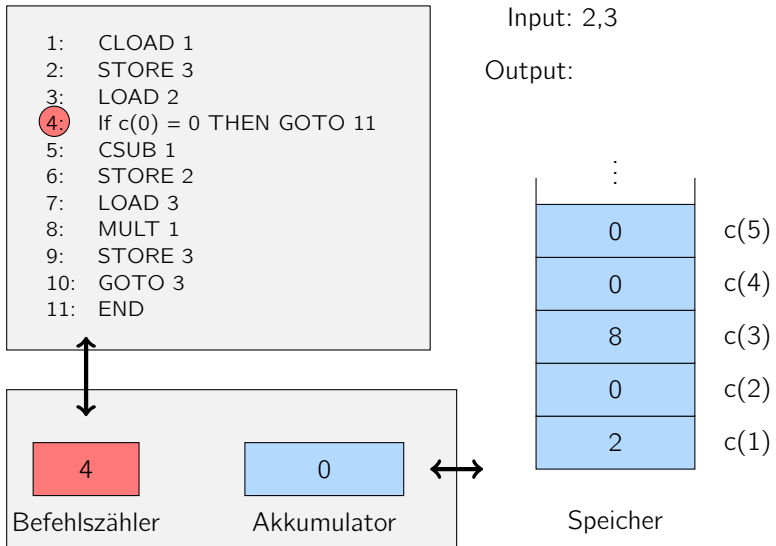 1: CLOAD 1
2: STORE 3
3: LOAD 2
4: If c(0) = 0 THEN GOTO 11
5: CSUB 1
6: STORE 2
7: LOAD 3
8: MULT 1
9: STORE 3
10: GOTO 3
11: END
Input: 2,3
Output:
⋮
0 c(5)
0 c(4)
8 c(3)
0 c(2)
2 c(1)
Speicher
4
Befehlszähler
0
Akkumulator